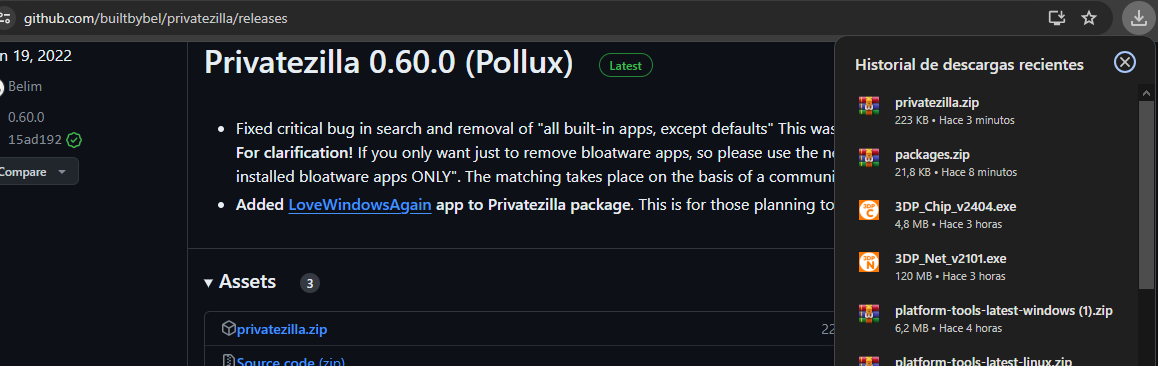 github.com/builtbybel/privatezilla/releases
n 19, 2022
Belim
0.60.0
15ad192
Compare
Privatezilla 0.60.0 (Pollux)
Latest
Fixed critical bug in search and removal of "all built-in apps, except defaults" This was
For clarification! If you only want just to remove bloatware apps, so please use the ne
installed bloatware apps ONLY". The matching takes place on the basis of a communi
Added LoveWindowsAgain app to Privatezilla package. This is for those planning to
Assets 3
privatezilla.zip
22
Source code (zip)
Historial de descargas recientes
privatezilla.zip
223 KB • Hace 3 minutos
packages.zip
21,8 KB • Hace 8 minutos
3DP_Chip_v2404.exe
4,8 MB • Hace 3 horas
3DP_Net_v2101.exe
120 MB • Hace 3 horas
platform-tools-latest-windows (1).zip
6,2 MB • Hace 4 horas
platform-tools-latest-linux.zip